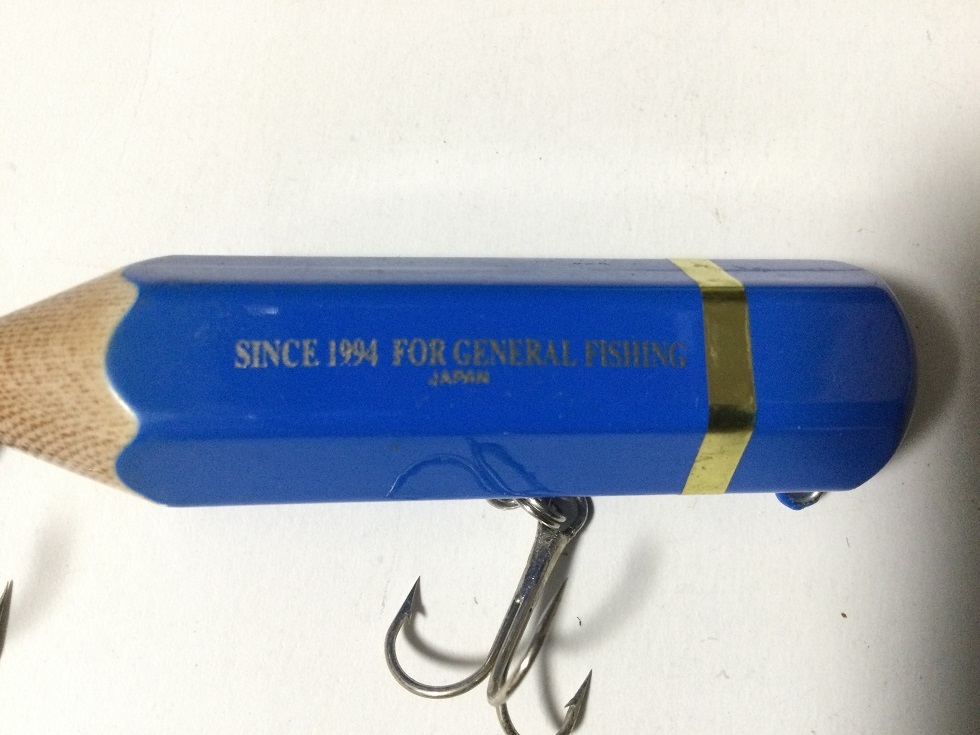 SINCE 1994 FOR GENERAL FISHING
JAPAN